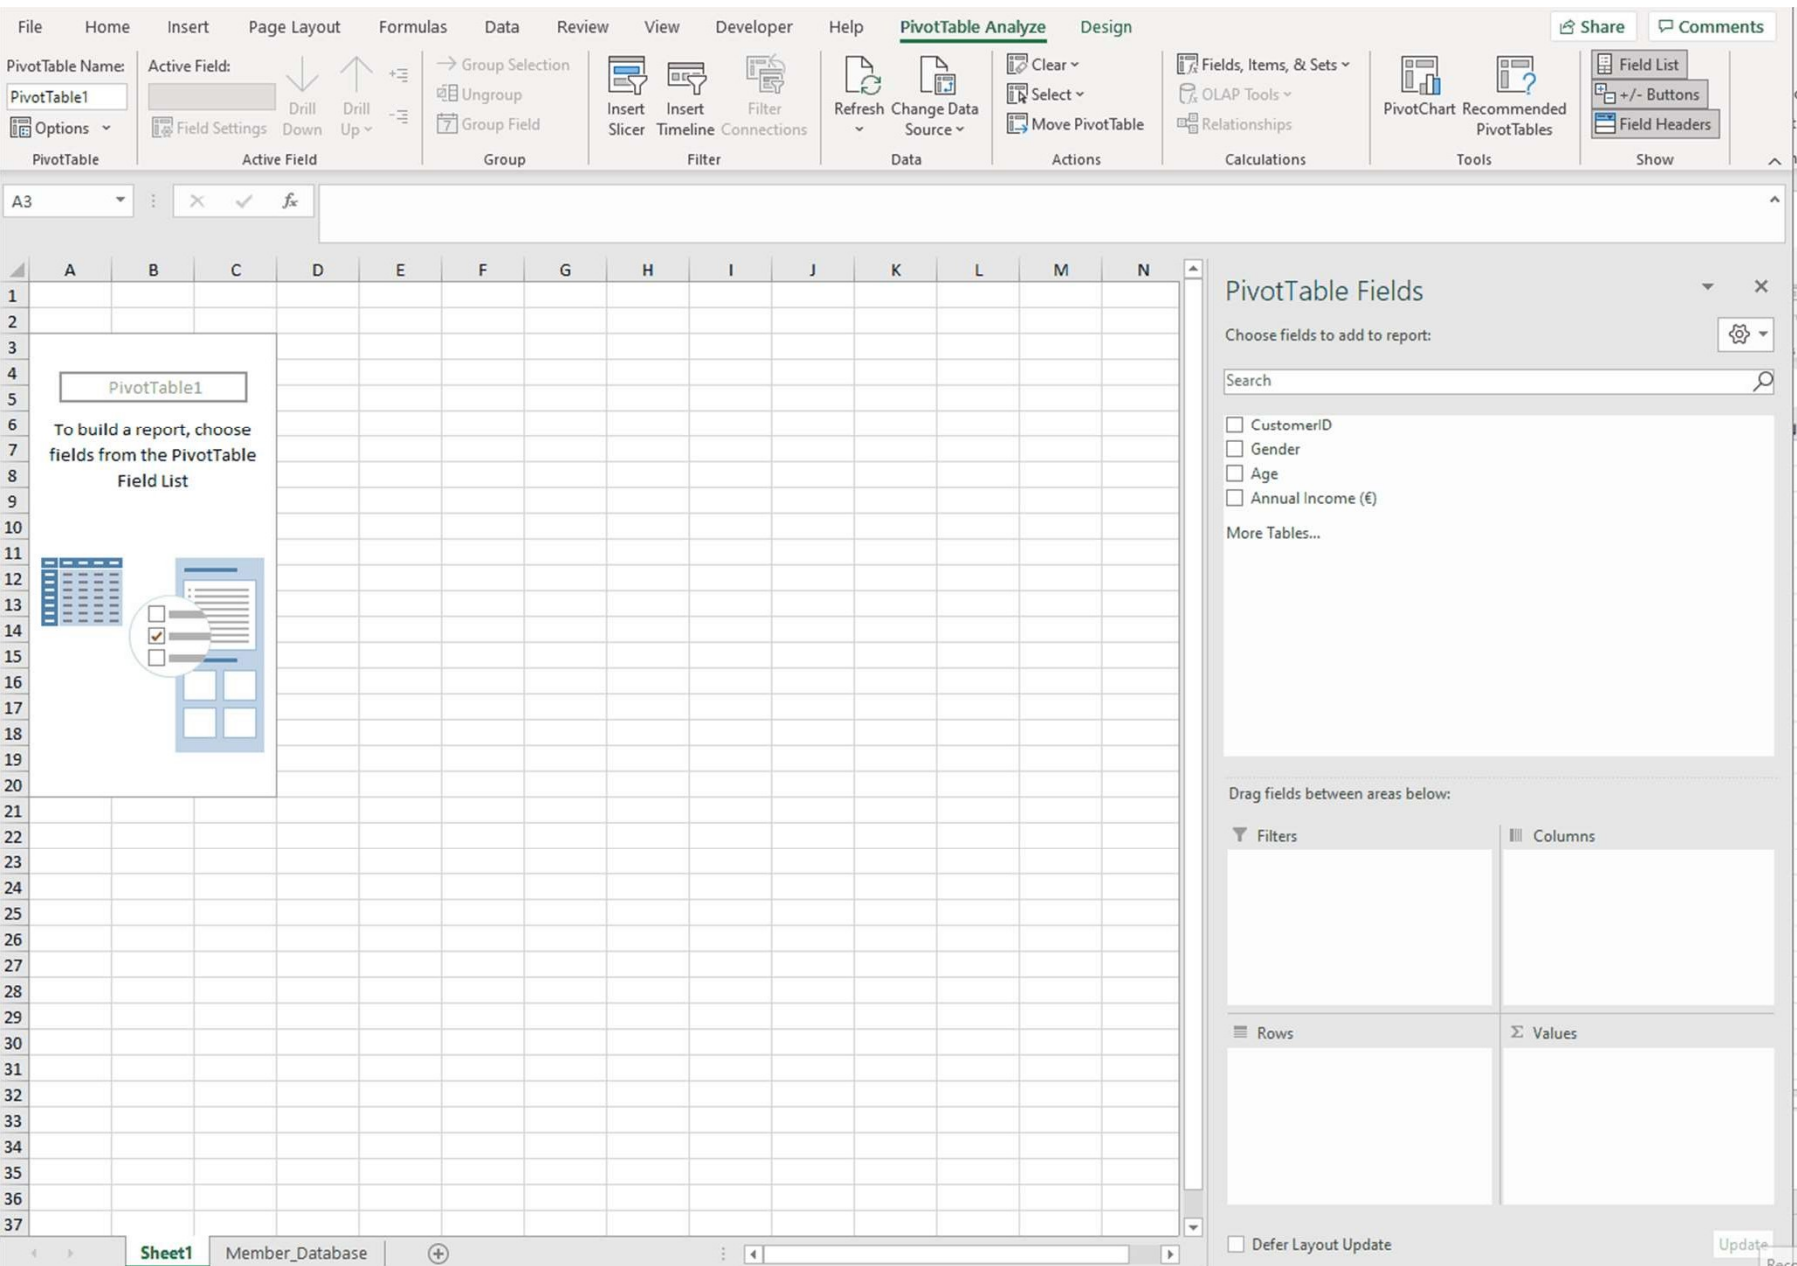 File Home Insert Page Layout Formulas Data Review View Developer Help PivotTable Analyze Design Share Comments
PivotTable Name:
PivotTable1
Options
PivotTable
Active Field:
Field Settings
Drill Down
Drill Up
Active Field
Group Selection
Ungroup
7 Group Field
Group
Insert Slicer
Insert Timeline
Filter Connections
Filter
Refresh
Change Data Source
Data
Clear
Select
Move PivotTable
Actions
Fields, Items, & Sets
OLAP Tools
Relationships
Calculations
PivotChart
Recommended PivotTables
Tools
Field List
+/- Buttons
Field Headers
Show
A3
fx
A B C D E F G H I J K L M N
1
2
3
4
5
6
7
8
9
10
11
12
13
14
15
16
17
18
19
20
21
22
23
24
25
26
27
28
29
30
31
32
33
34
35
36
37
PivotTable1
To build a report, choose
fields from the PivotTable
Field List
Sheet1 Member_Database
PivotTable Fields
Choose fields to add to report:
Search
CustomerID
Gender
Age
Annual Income (€)
More Tables...
Drag fields between areas below:
Filters
Columns
Rows
Σ Values
Defer Layout Update
Update